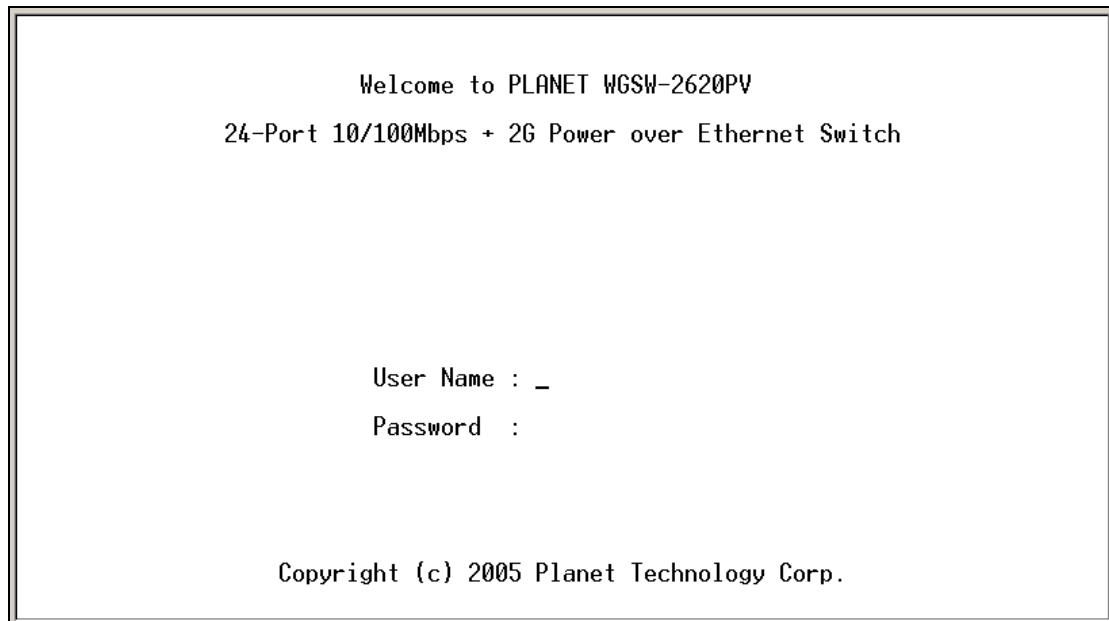 Welcome to PLANET WGSW-2620PV
24-Port 10/100Mbps + 2G Power over Ethernet Switch
User Name : _
Password  :
Copyright (c) 2005 Planet Technology Corp.